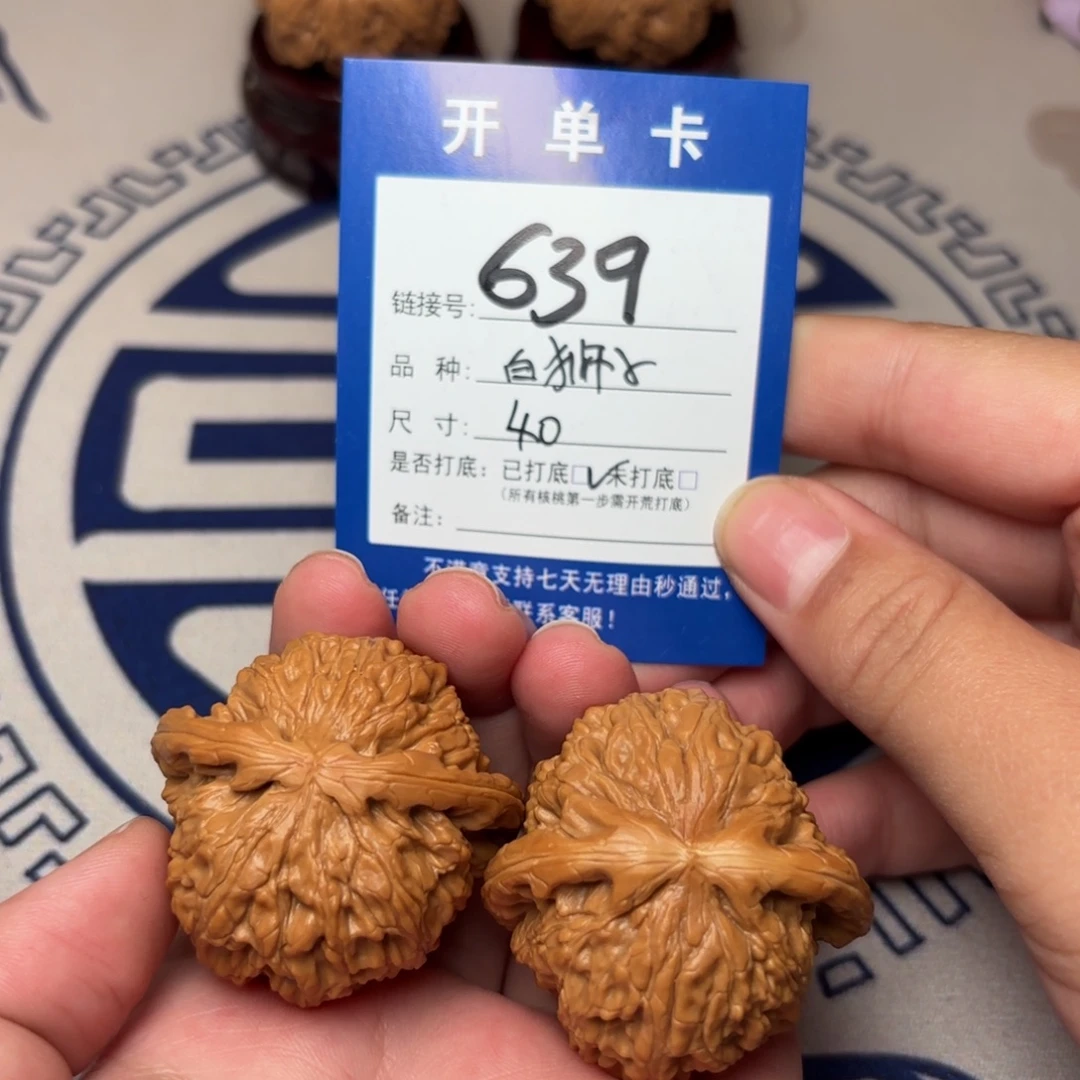 开单卡
链接号: 639
品种: 白狮子
尺寸: 40
是否打底: 已打底□✓未打底□
(所有核桃第一步需开荒打底)
备注:
不满意支持七天无理由秒通过,
任 联系客服!